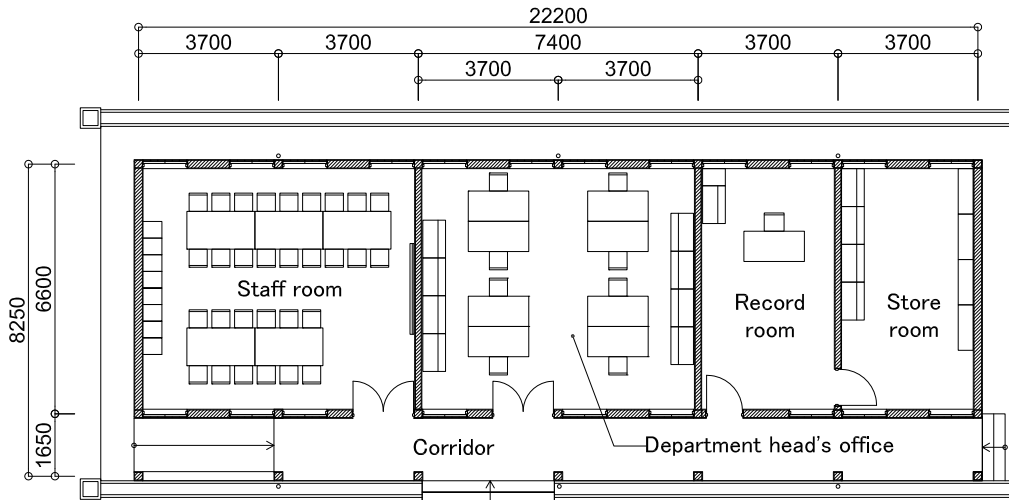 22200
3700 3700 7400 3700 3700
3700 3700
8250
6600
1650
Staff room
Record
room
Store
room
Corridor
Department head's office